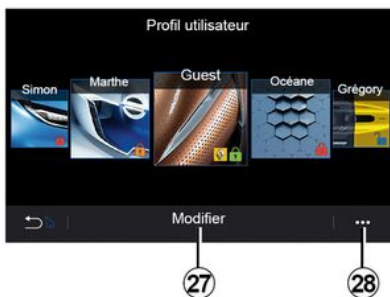 Profil utilisateur
Simon
Marthe
Guest
Océane
Grégory
Modifier
...
27
28